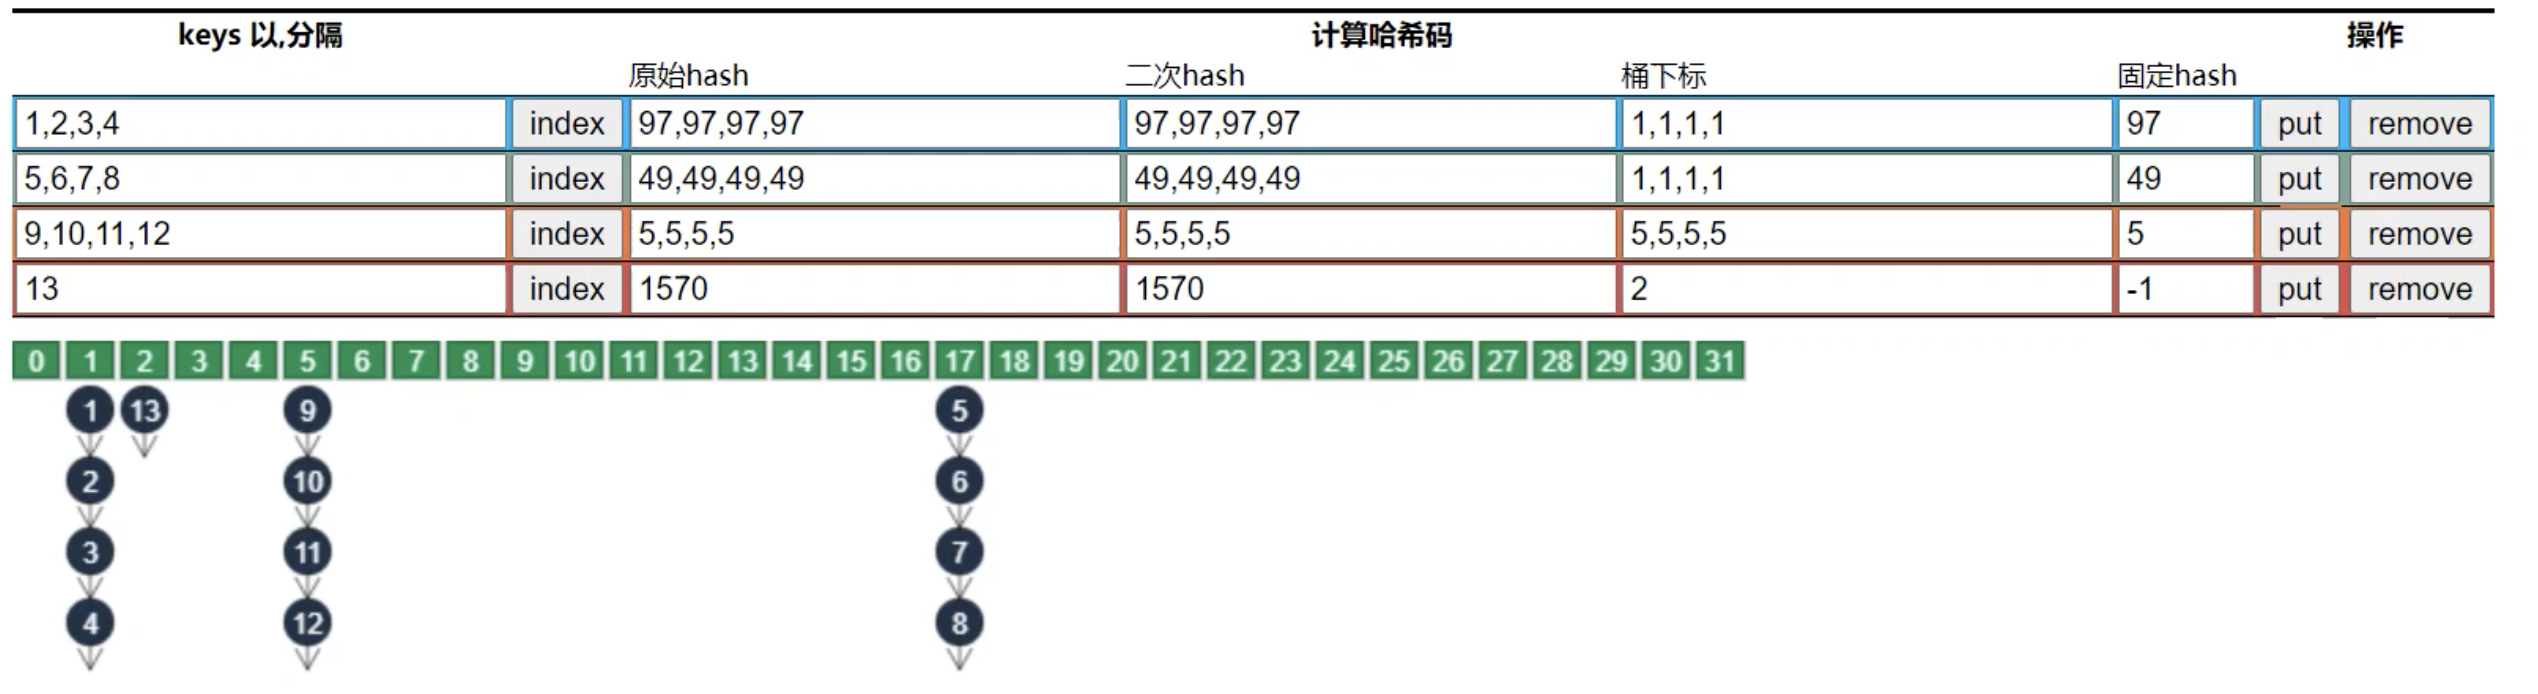 keys 以,分隔 计算哈希码 操作
原始hash 二次hash 桶下标 固定hash
1,2,3,4 index 97,97,97,97 97,97,97,97 1,1,1,1 97 put remove
5,6,7,8 index 49,49,49,49 49,49,49,49 1,1,1,1 49 put remove
9,10,11,12 index 5,5,5,5 5,5,5,5 5,5,5,5 5 put remove
13 index 1570 1570 2 -1 put remove
0 1 2 3 4 5 6 7 8 9 10 11 12 13 14 15 16 17 18 19 20 21 22 23 24 25 26 27 28 29 30 31
1 13 9 5
2 10 6
3 11 7
4 12 8